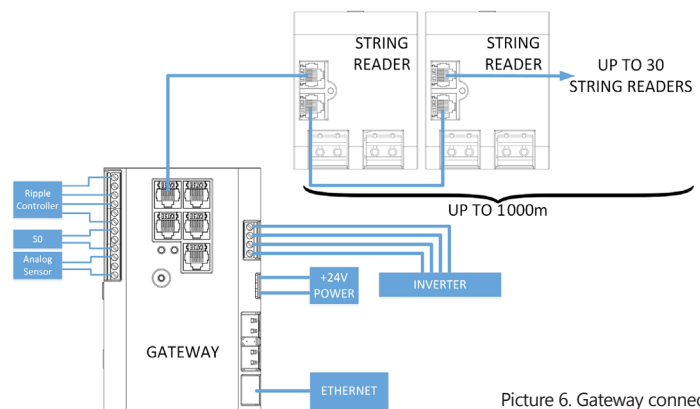 STRING
READER
STRING
READER
UP TO 30
STRING READERS
UP TO 1000m
Ripple
Controller
S0
Analog
Sensor
+24V
POWER
INVERTER
GATEWAY
ETHERNET
Picture 6. Gateway connec